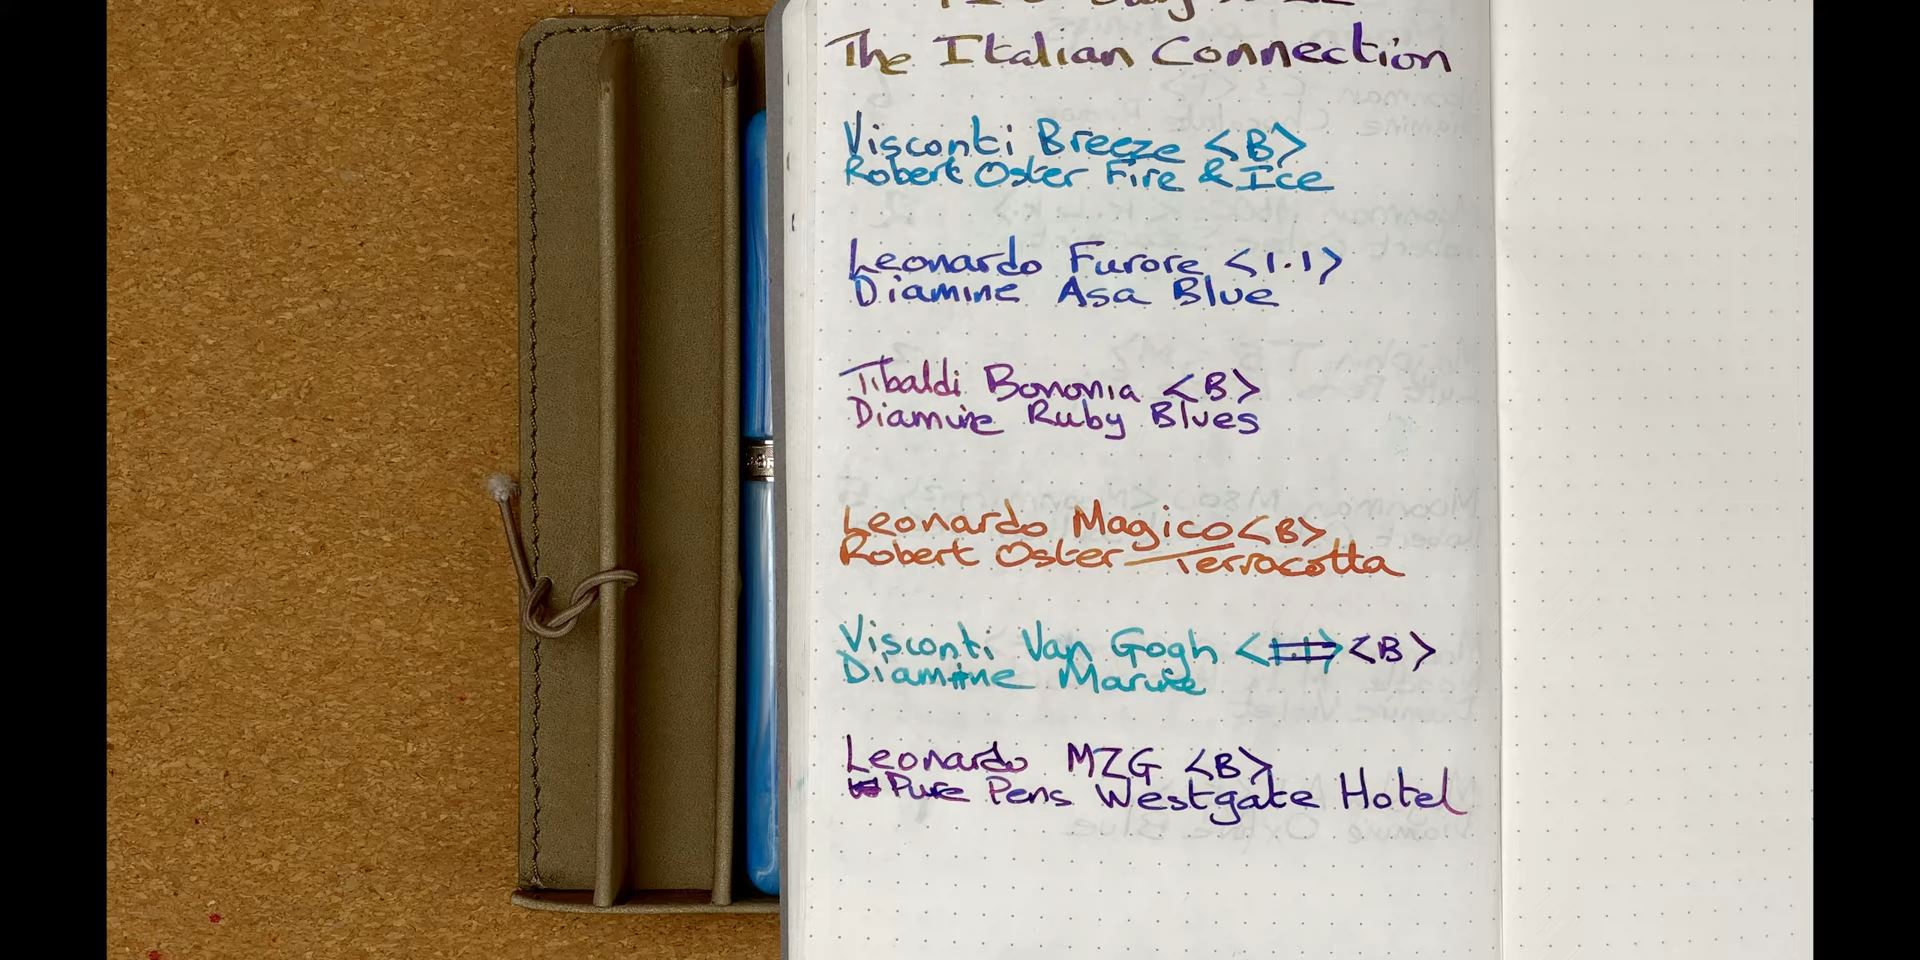 The Italian Connection
Visconti Breeze <B>
Robert Oster Fire & Ice
Leonardo Furore <1.1>
Diamine Asa Blue
Tibaldi Bononia <B>
Diamine Ruby Blues
Leonardo Magico <B>
Robert Oster Terracotta
Visconti Van Gogh <1.1> <B>
Diamine Marine
Leonardo MZG <B>
Pure Pens Westgate Hotel